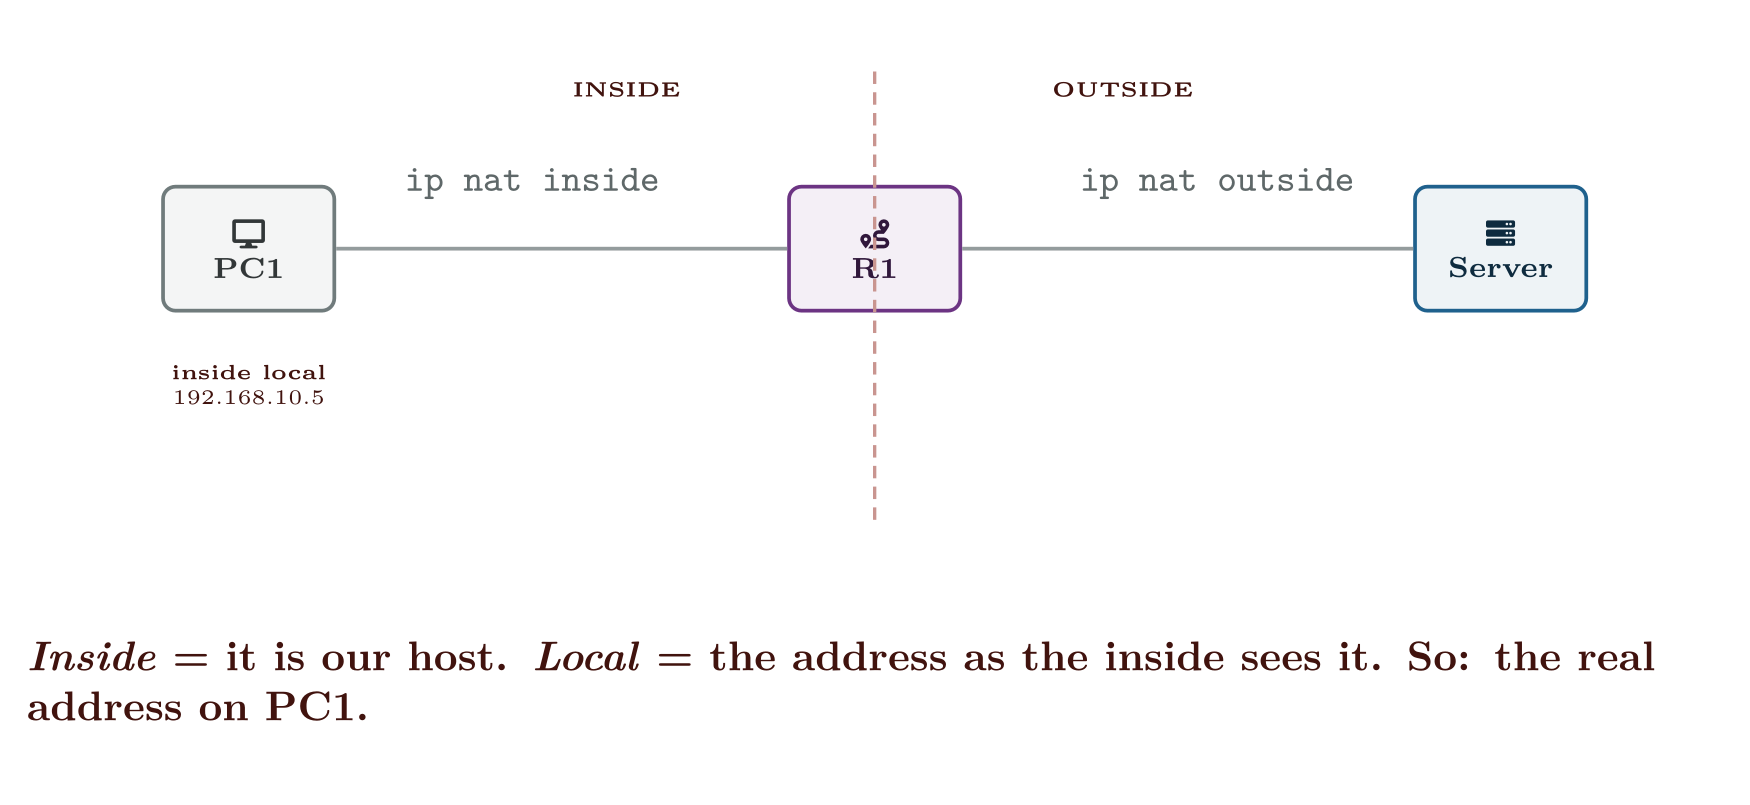 INSIDE OUTSIDE
ip nat inside ip nat outside
PC1 R1 Server
inside local
192.168.10.5
Inside = it is our host. Local = the address as the inside sees it. So: the real
address on PC1.